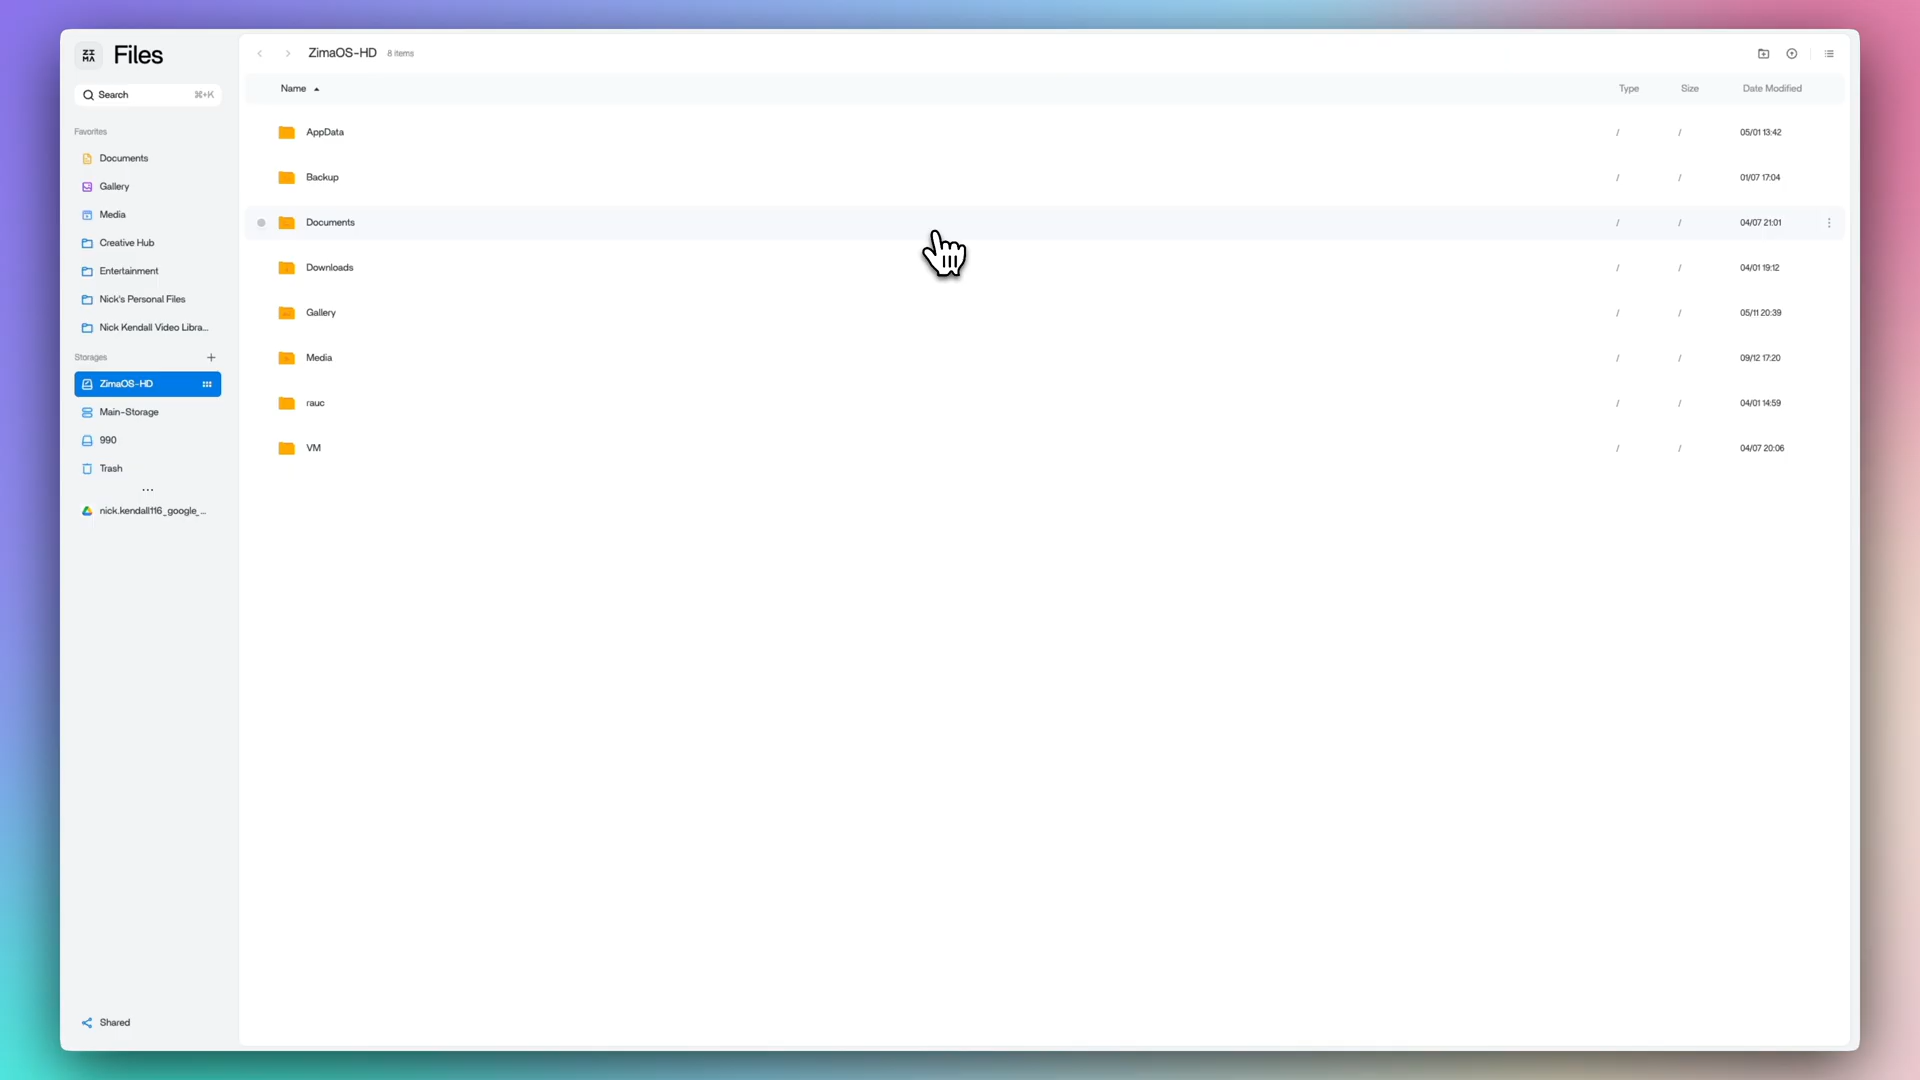 ZI
MA
Files
Search ⌘+K
Favorites
Documents
Gallery
Media
Creative Hub
Entertainment
Nick's Personal Files
Nick Kendall Video Libra...
Storages +
ZimaOS-HD
Main-Storage
990
Trash
...
nick.kendall116_google_...
Shared
ZimaOS-HD 8 items
Name Type Size Date Modified
AppData / / 05/01 13:42
Backup / / 01/07 17:04
Documents / / 04/07 21:01
Downloads / / 04/01 19:12
Gallery / / 05/11 20:39
Media / / 09/12 17:20
rauc / / 04/01 14:59
VM / / 04/07 20:06